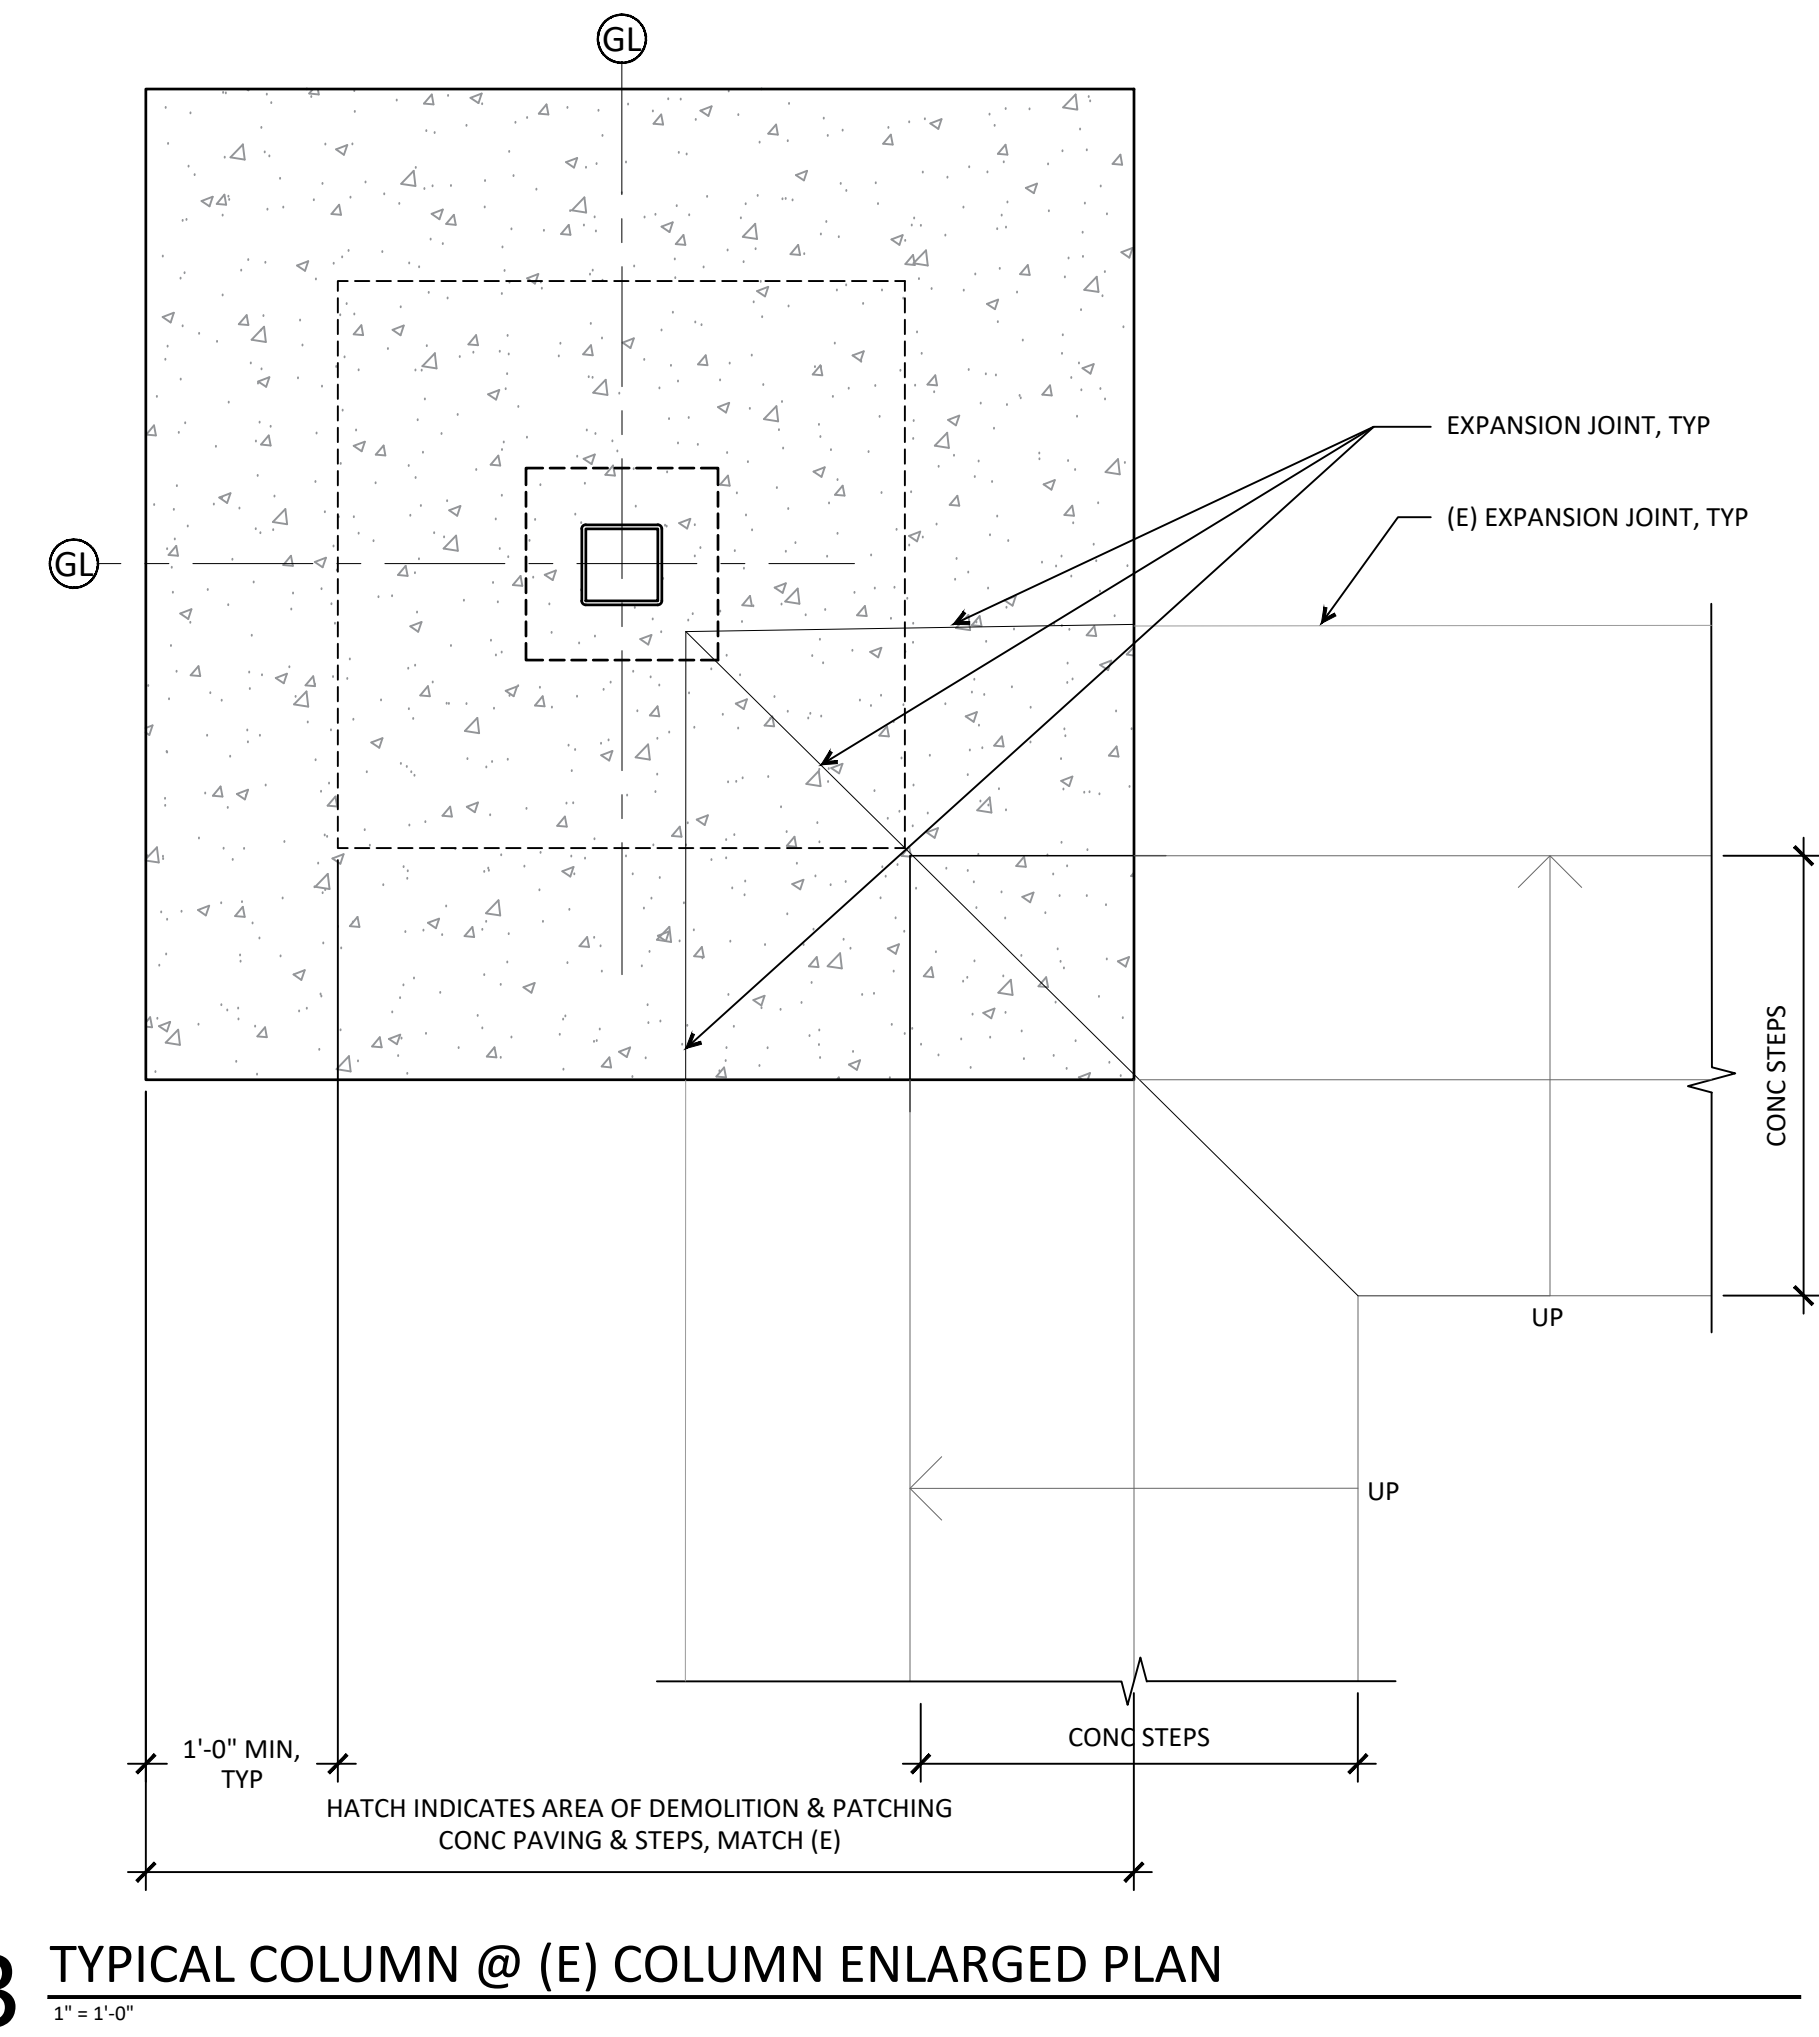 GL
EXPANSION JOINT, TYP
(E) EXPANSION JOINT, TYP
GL
CONC STEPS
UP
UP
CONC STEPS
1'-0" MIN,
TYP
HATCH INDICATES AREA OF DEMOLITION & PATCHING
CONC PAVING & STEPS, MATCH (E)
TYPICAL COLUMN @ (E) COLUMN ENLARGED PLAN
1" = 1'-0"